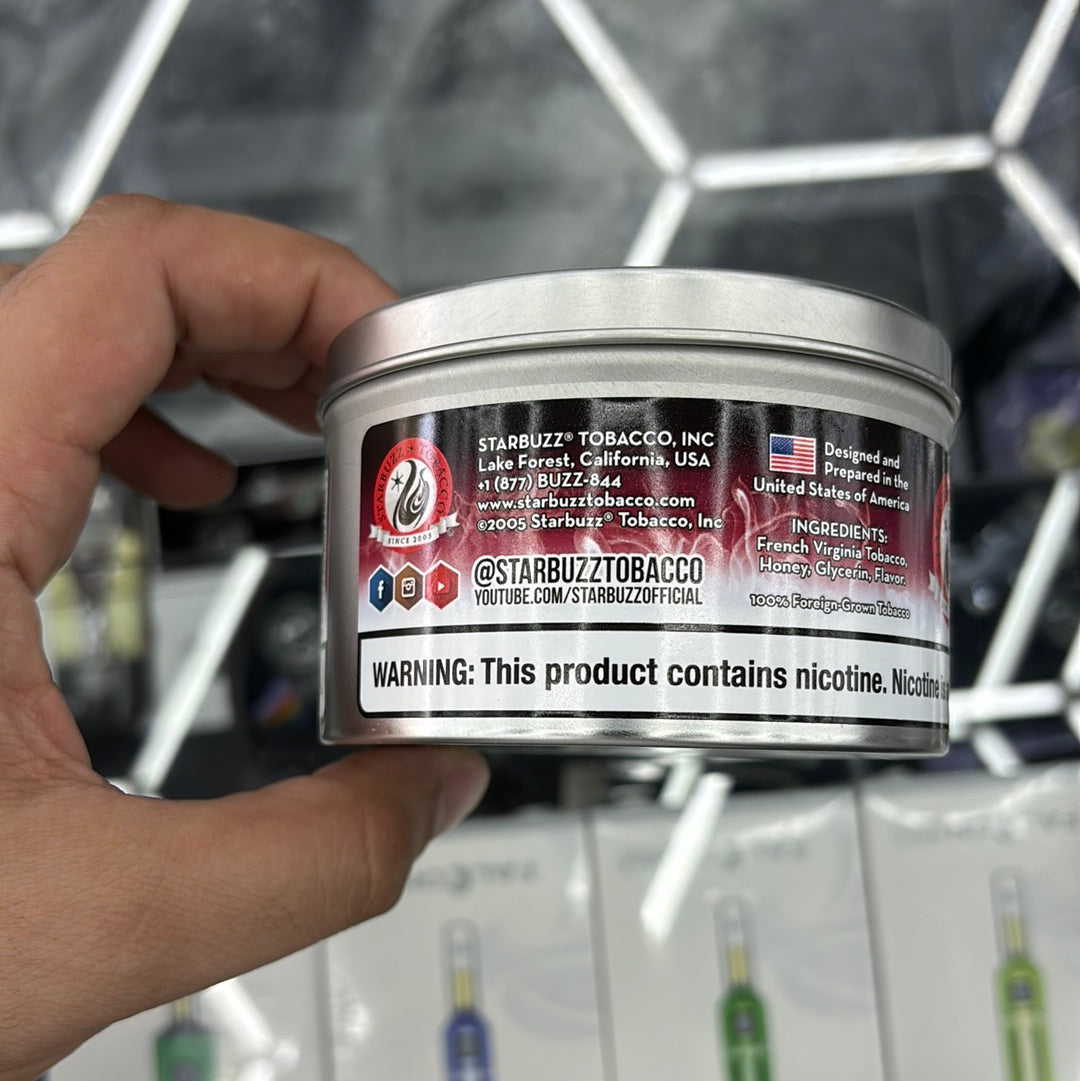 STARBUZZ TOBACCO
SINCE 2005
STARBUZZ® TOBACCO, INC
Lake Forest, California, USA
+1 (877) BUZZ-844
www.starbuzztobacco.com
©2005 Starbuzz® Tobacco, Inc
@STARBUZZTOBACCO
YOUTUBE.COM/STARBUZZOFFICIAL
Designed and
Prepared in the
United States of America
INGREDIENTS:
French Virginia Tobacco,
Honey, Glycerin, Flavor.
100% Foreign-Grown Tobacco
WARNING: This product contains nicotine. Nicotine